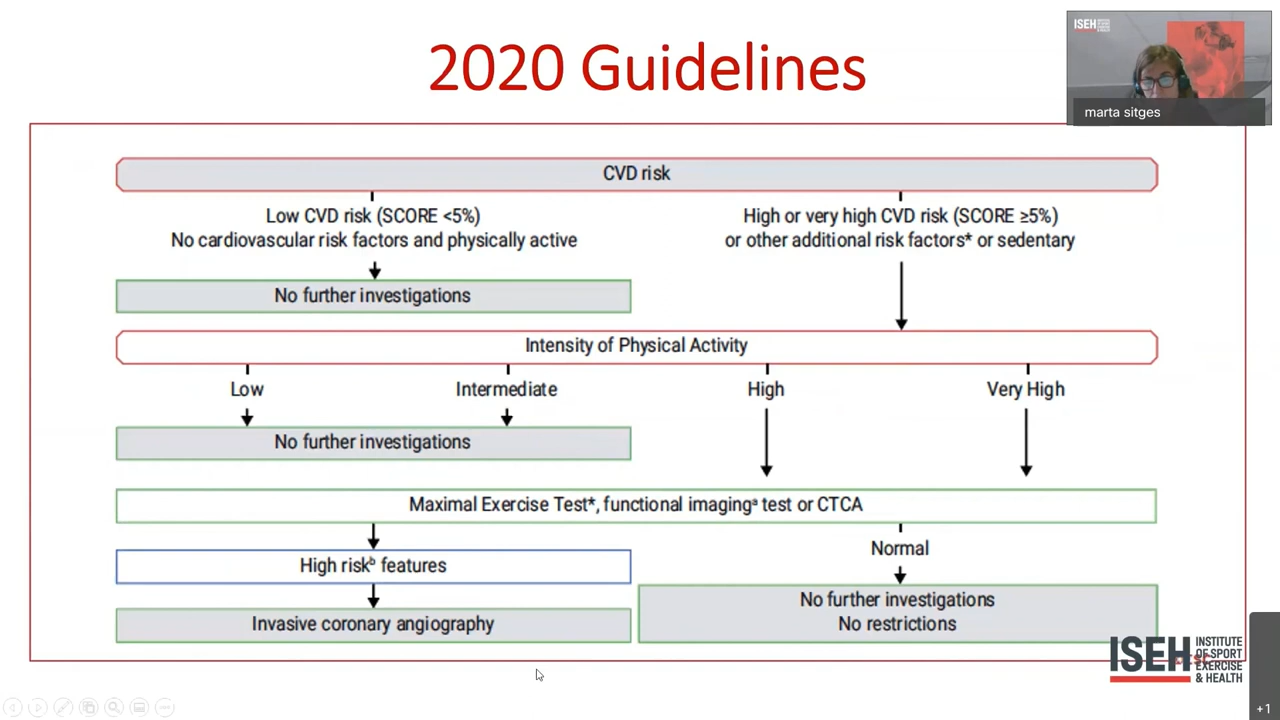 2020 Guidelines
ISEH
marta sitges
CVD risk
Low CVD risk (SCORE <5%)
No cardiovascular risk factors and physically active
High or very high CVD risk (SCORE ≥5%)
or other additional risk factors* or sedentary
No further investigations
Intensity of Physical Activity
Low
Intermediate
High
Very High
No further investigations
Maximal Exercise Test*, functional imagingᵃ test or CTCA
High riskᵇ features
Normal
Invasive coronary angiography
No further investigations
No restrictions
ISEH
INSTITUTE
OF SPORT
EXERCISE
& HEALTH
+1